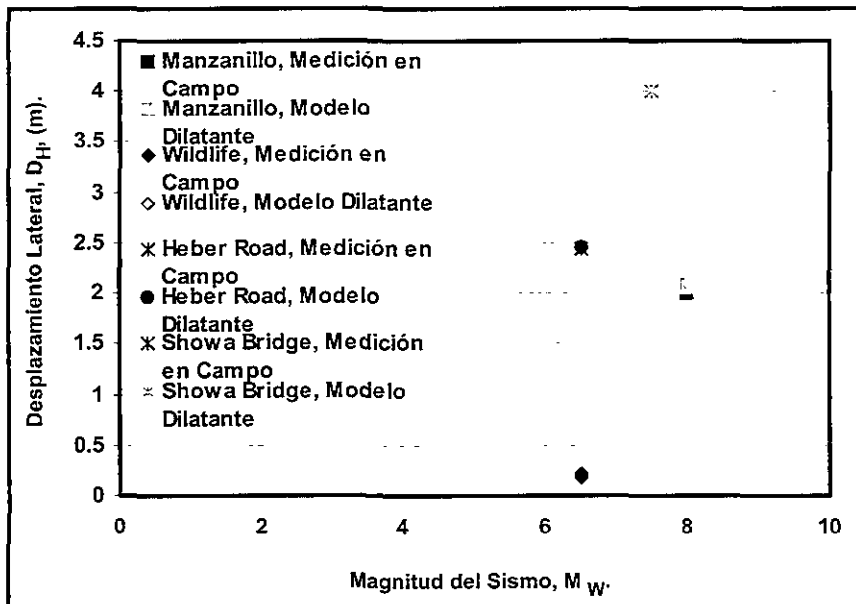 4.5
4
3.5
3
2.5
2
1.5
1
0.5
0
Desplazamiento Lateral, D_H, (m).
Manzanillo, Medición en
Campo
Manzanillo, Modelo
Dilatante
Wildlife, Medición en
Campo
Wildlife, Modelo Dilatante
Heber Road, Medición en
Campo
Heber Road, Modelo
Dilatante
Showa Bridge, Medición
en Campo
Showa Bridge, Modelo
Dilatante
0 2 4 6 8 10
Magnitud del Sismo, M_W.